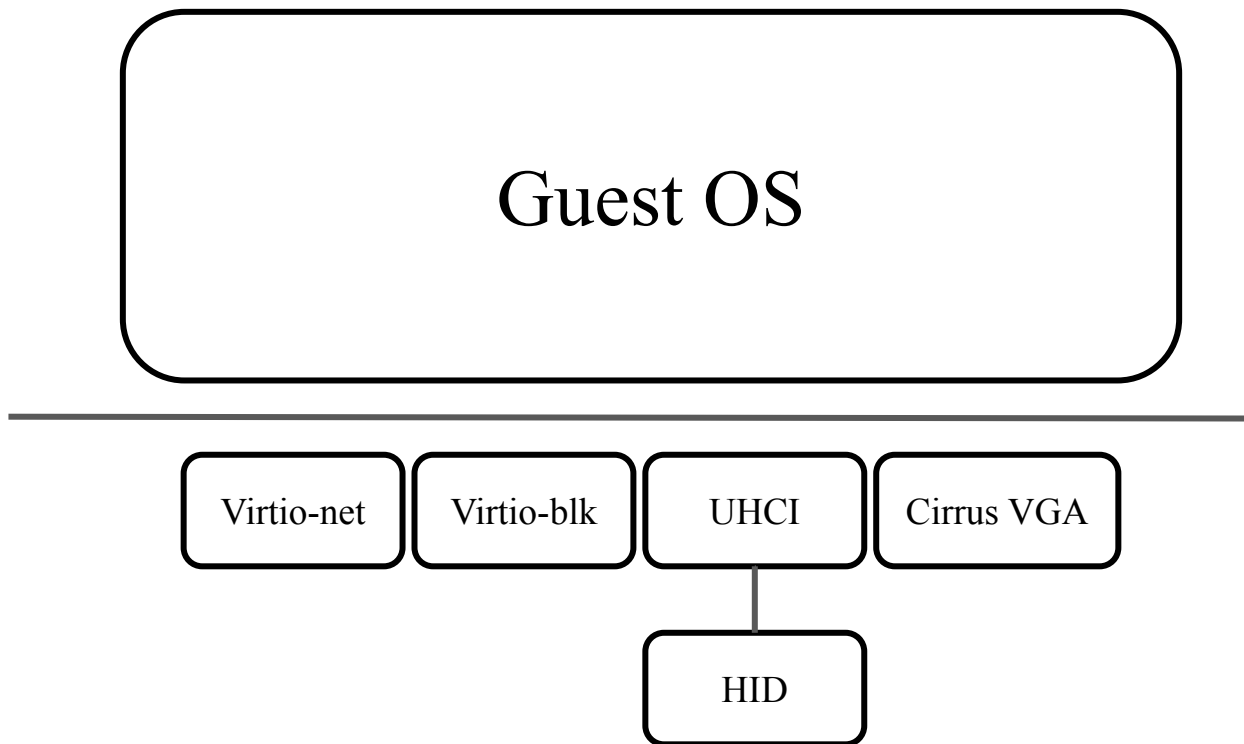 Guest OS
Virtio-net
Virtio-blk
UHCI
Cirrus VGA
HID